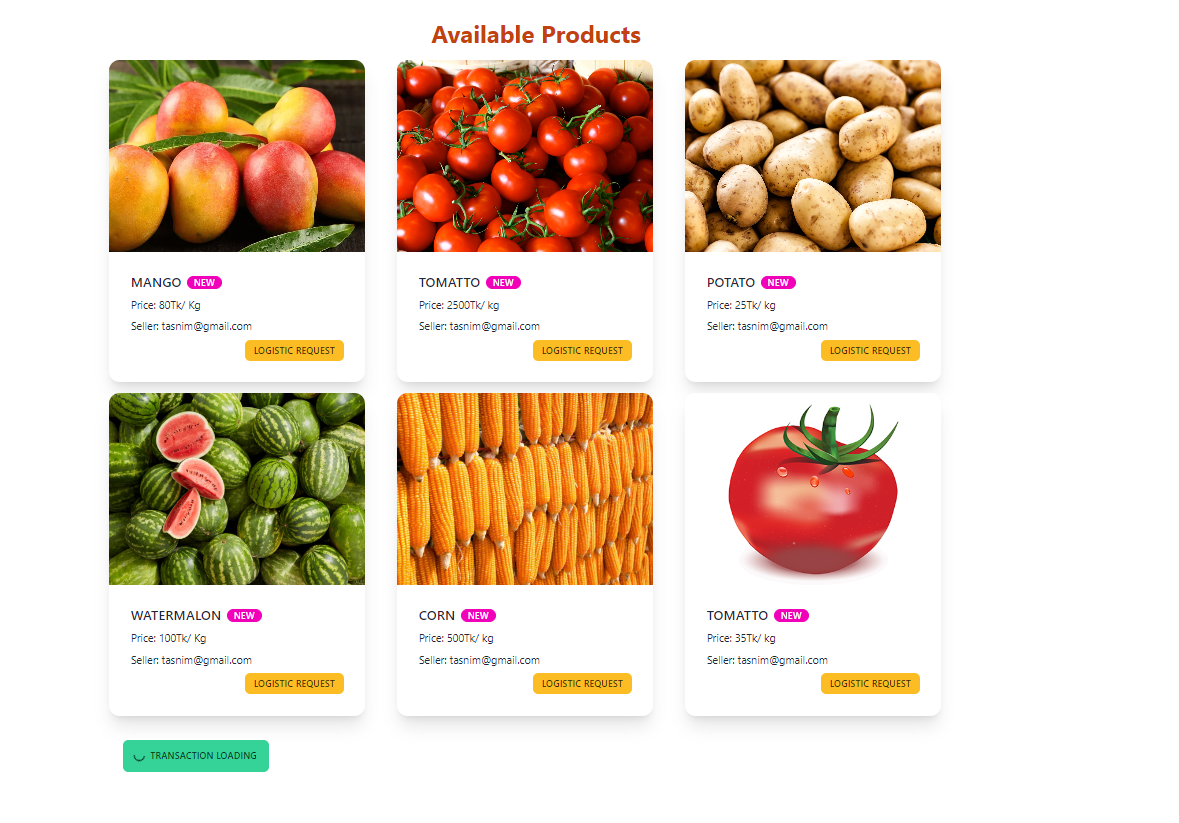 Available Products
MANGO NEW
Price: 80Tk/ Kg
Seller: tasnim@gmail.com
LOGISTIC REQUEST
TOMATTO NEW
Price: 2500Tk/ kg
Seller: tasnim@gmail.com
LOGISTIC REQUEST
POTATO NEW
Price: 25Tk/ kg
Seller: tasnim@gmail.com
LOGISTIC REQUEST
WATERMALON NEW
Price: 100Tk/ Kg
Seller: tasnim@gmail.com
LOGISTIC REQUEST
CORN NEW
Price: 500Tk/ kg
Seller: tasnim@gmail.com
LOGISTIC REQUEST
TOMATTO NEW
Price: 35Tk/ kg
Seller: tasnim@gmail.com
LOGISTIC REQUEST
TRANSACTION LOADING